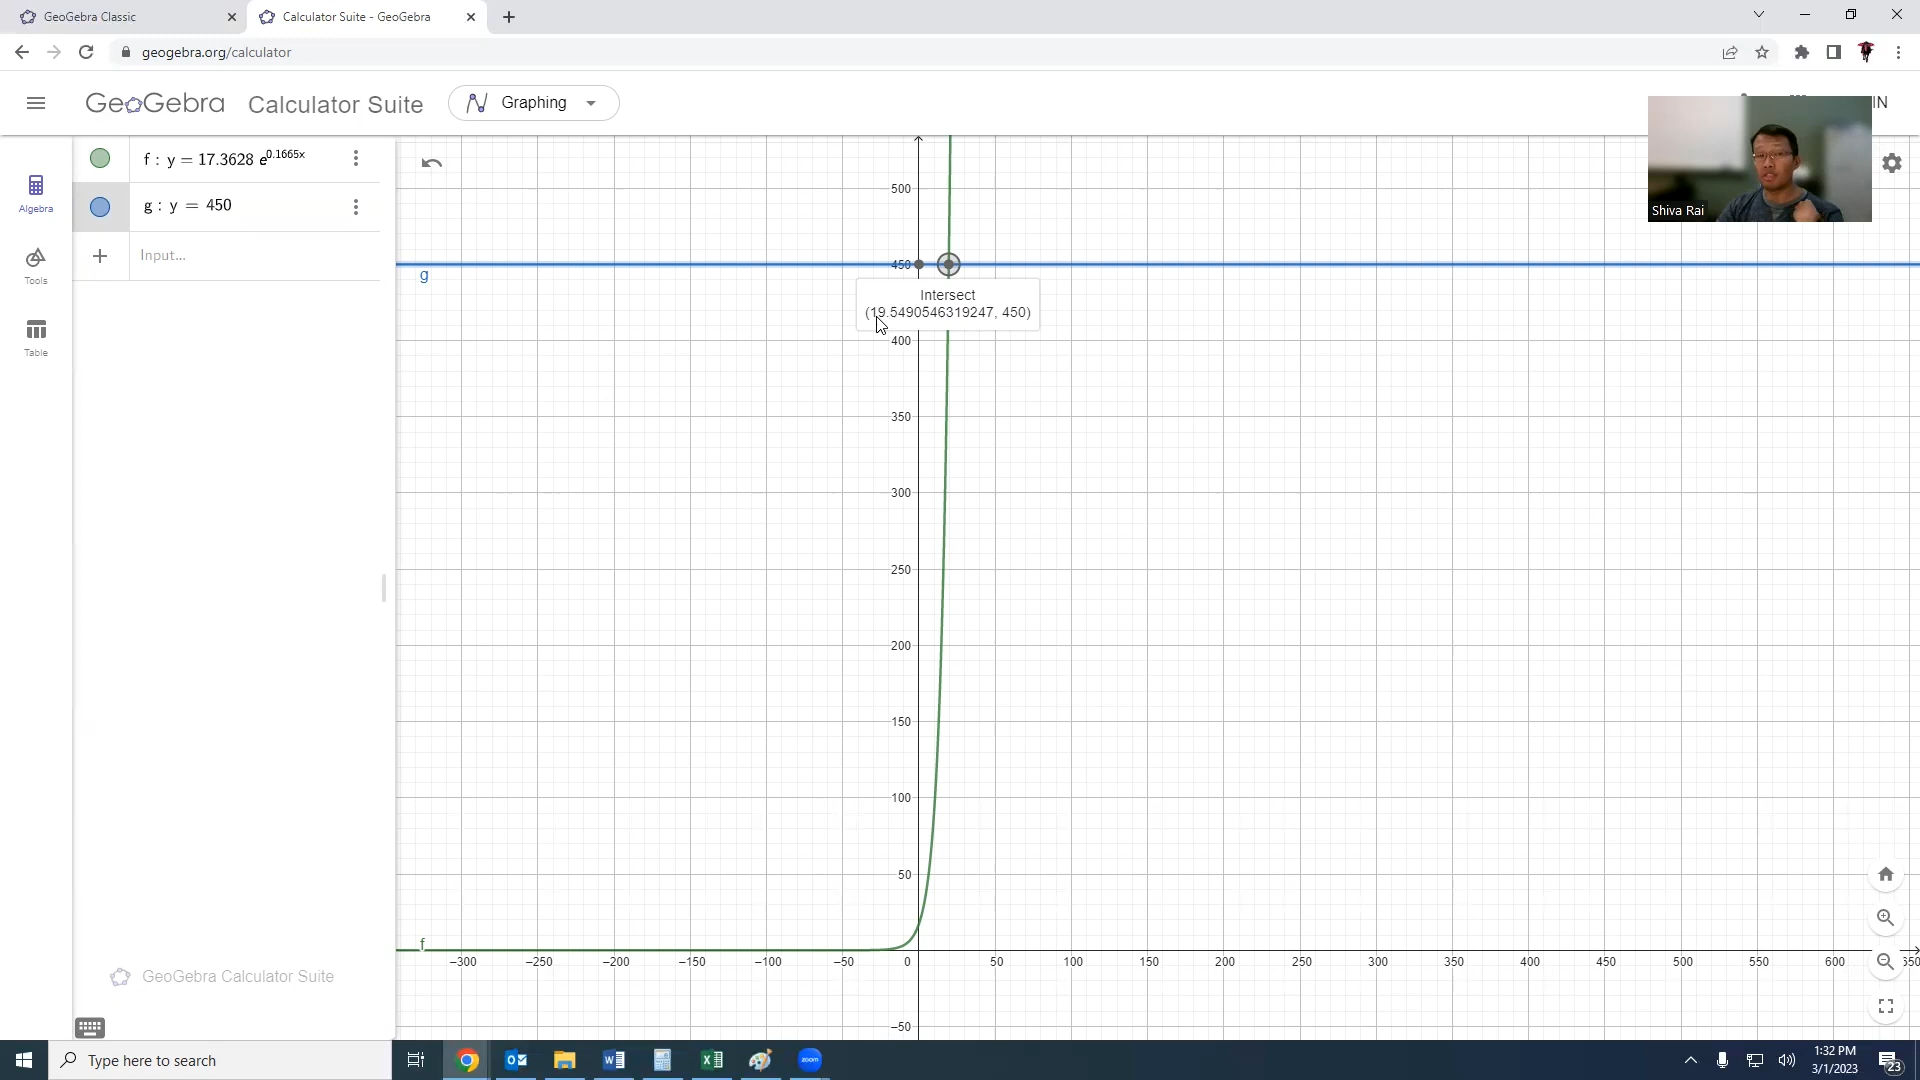 GeoGebra Classic
Calculator Suite - GeoGebra
geogebra.org/calculator
GeoGebra Calculator Suite
Graphing
IN
Shiva Rai
Algebra
Tools
Table
f : y = 17.3628 e^0.1665x
g : y = 450
Input...
g
Intersect
(19.5490546319247, 450)
500
450
400
350
300
250
200
150
100
50
f
−300 −250 −200 −150 −100 −50 0 50 100 150 200 250 300 350 400 450 500 550 600 650
−50
GeoGebra Calculator Suite
Type here to search
zoom
1:32 PM
3/1/2023
23